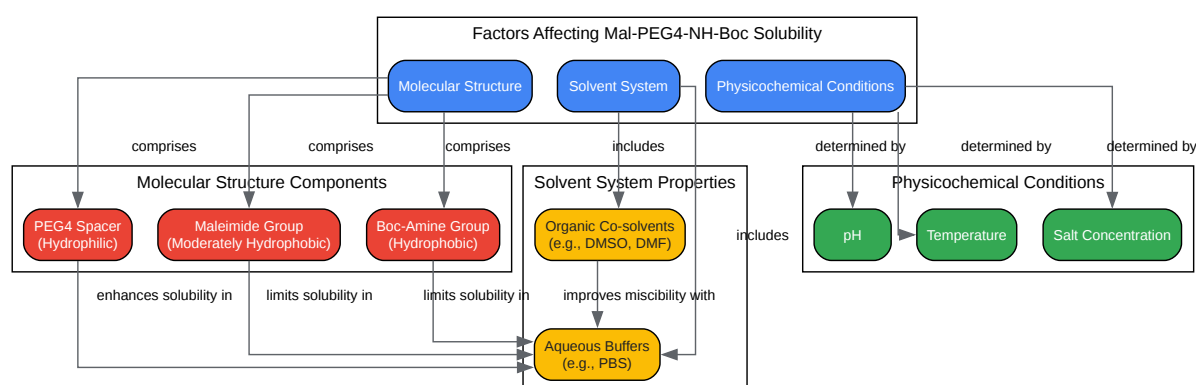 Factors Affecting Mal-PEG4-NH-Boc Solubility
Molecular Structure
Solvent System
Physicochemical Conditions
comprises
comprises
comprises
includes
determined by
determined by
determined by
Molecular Structure Components
Solvent System Properties
Physicochemical Conditions
PEG4 Spacer
(Hydrophilic)
Maleimide Group
(Moderately Hydrophobic)
Boc-Amine Group
(Hydrophobic)
Organic Co-solvents
(e.g., DMSO, DMF)
includes
pH
Temperature
Salt Concentration
enhances solubility in
limits solubility in
limits solubility in
improves miscibility with
Aqueous Buffers
(e.g., PBS)